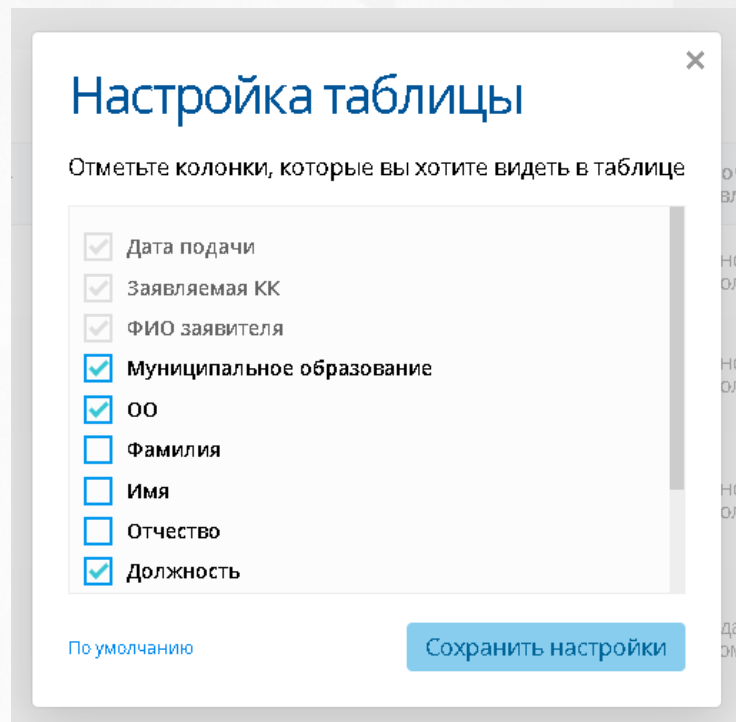 Настройка таблицы
Отметьте колонки, которые вы хотите видеть в таблице
Дата подачи
Заявляемая КК
ФИО заявителя
Муниципальное образование
ОО
Фамилия
Имя
Отчество
Должность
По умолчанию
Сохранить настройки